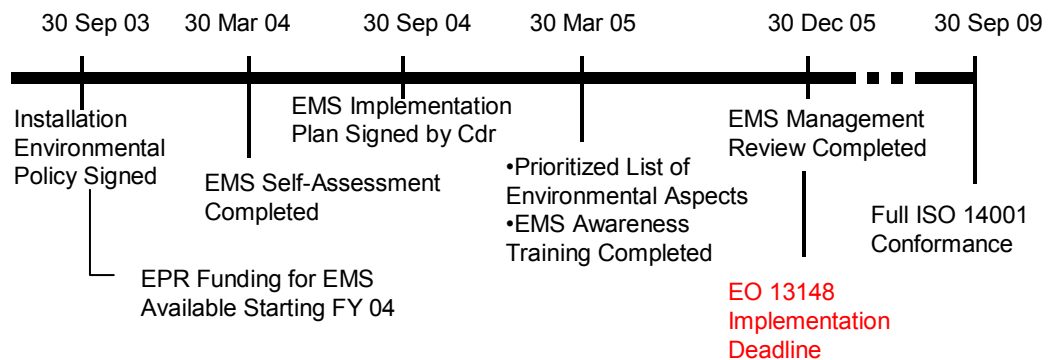 30 Sep 03
30 Mar 04
30 Sep 04
30 Mar 05
30 Dec 05
30 Sep 09
Installation
Environmental
Policy Signed
EPR Funding for EMS
Available Starting FY 04
EMS Self-Assessment
Completed
EMS Implementation
Plan Signed by Cdr
•Prioritized List of
Environmental Aspects
•EMS Awareness
Training Completed
EMS Management
Review Completed
EO 13148
Implementation
Deadline
Full ISO 14001
Conformance